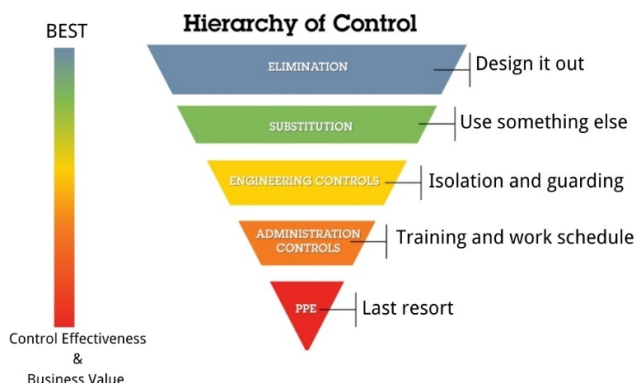 Hierarchy of Control
BEST
ELIMINATION
Design it out
SUBSTITUTION
Use something else
ENGINEERING CONTROLS
Isolation and guarding
ADMINISTRATION
CONTROLS
Training and work schedule
PPE
Last resort
Control Effectiveness
&
Business Value